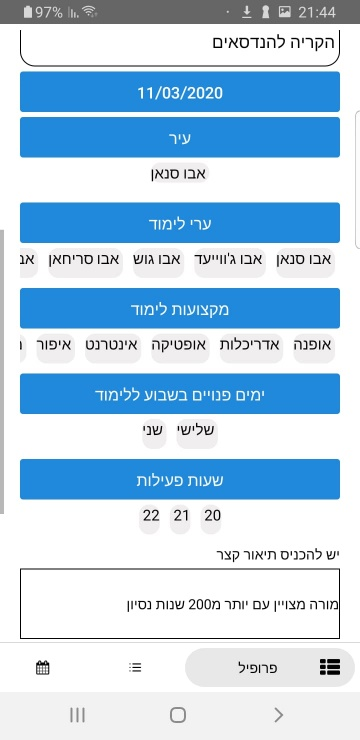 97% 21:44
הקריה להנדסאים
11/03/2020
עיר
אבו סנאן
ערי לימוד
אבו סנאן אבו ג'ווייעד אבו גוש אבו סריחאן אב
מקצועות לימוד
אופנה אדריכלות אופטיקה אינטרנט איפור
ימים פנויים בשבוע ללימוד
שלישי שני
שעות פעילות
20 21 22
יש להכניס תיאור קצר
מורה מצויין עם יותר מ200 שנות נסיון
פרופיל